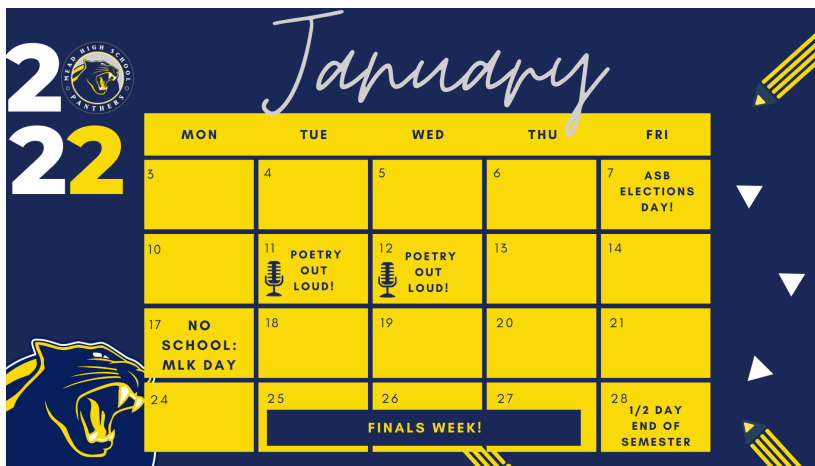 January
20
22
MEAD HIGH SCHOOL
PANTHERS
MON TUE WED THU FRI
3 4 5 6 7 ASB
ELECTIONS
DAY!
10 11 POETRY
OUT
LOUD!
12 POETRY
OUT
LOUD!
13 14
17 NO
SCHOOL:
MLK DAY
18 19 20 21
24 25 26 27 28
FINALS WEEK!
1/2 DAY
END OF
SEMESTER